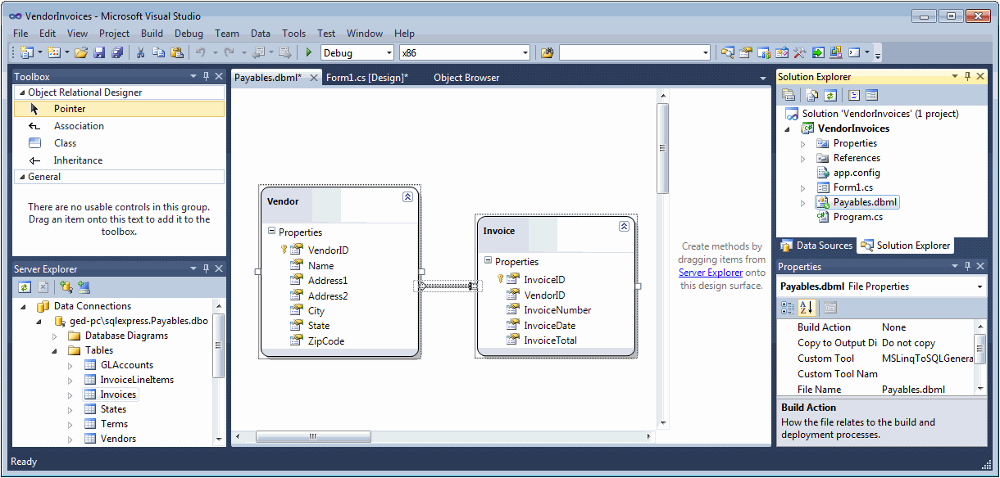 VendorInvoices - Microsoft Visual Studio
File Edit View Project Build Debug Team Data Tools Test Window Help
Debug x86
Toolbox
Object Relational Designer
Pointer
Association
Class
Inheritance
General
There are no usable controls in this group.
Drag an item onto this text to add it to the
toolbox.
Server Explorer
Data Connections
ged-pc\sqlexpress.Payables.dbo
Database Diagrams
Tables
GLAccounts
InvoiceLineItems
Invoices
States
Terms
Vendors
Payables.dbml* Form1.cs [Design]* Object Browser
Vendor
Properties
VendorID
Name
Address1
Address2
City
State
ZipCode
Invoice
Properties
InvoiceID
VendorID
InvoiceNumber
InvoiceDate
InvoiceTotal
Create methods by
dragging items from
Server Explorer onto
this design surface.
Solution Explorer
Solution 'VendorInvoices' (1 project)
VendorInvoices
Properties
References
app.config
Form1.cs
Payables.dbml
Program.cs
Data Sources Solution Explorer
Properties
Payables.dbml File Properties
Build Action None
Copy to Output Di Do not copy
Custom Tool MSLinqToSQLGenera
Custom Tool Nam
File Name Payables.dbml
Build Action
How the file relates to the build and
deployment processes.
Ready